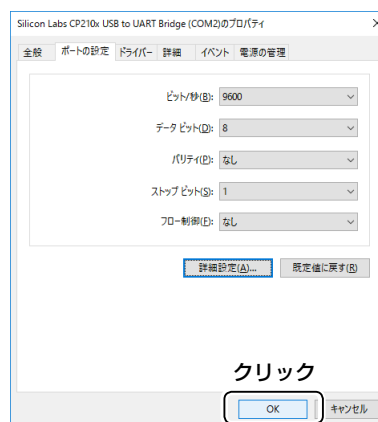 Silicon Labs CP210x USB to UART Bridge (COM2)のプロパティ
全般 ポートの設定 ドライバー 詳細 イベント 電源の管理
ビット/秒(B): 9600
データ ビット(D): 8
パリティ(P): なし
ストップ ビット(S): 1
フロー制御(F): なし
詳細設定(A)... 既定値に戻す(R)
クリック
OK キャンセル